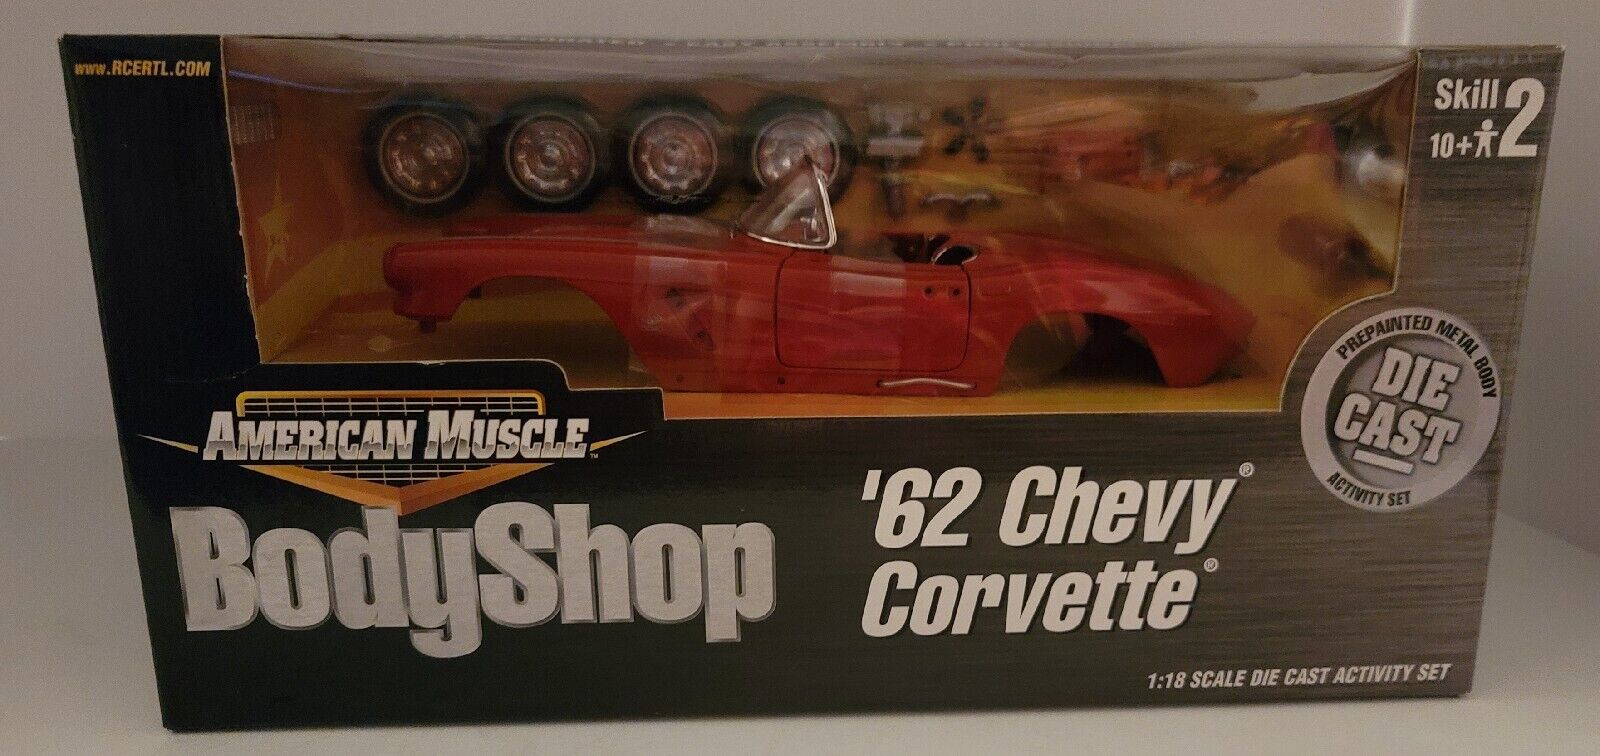 www.RCERTL.COM
Skill 2
10+
PREPAINTED METAL BODY
DIE
CAST
ACTIVITY SET
AMERICAN MUSCLE™
BodyShop
'62 Chevy®
Corvette®
1:18 SCALE DIE CAST ACTIVITY SET